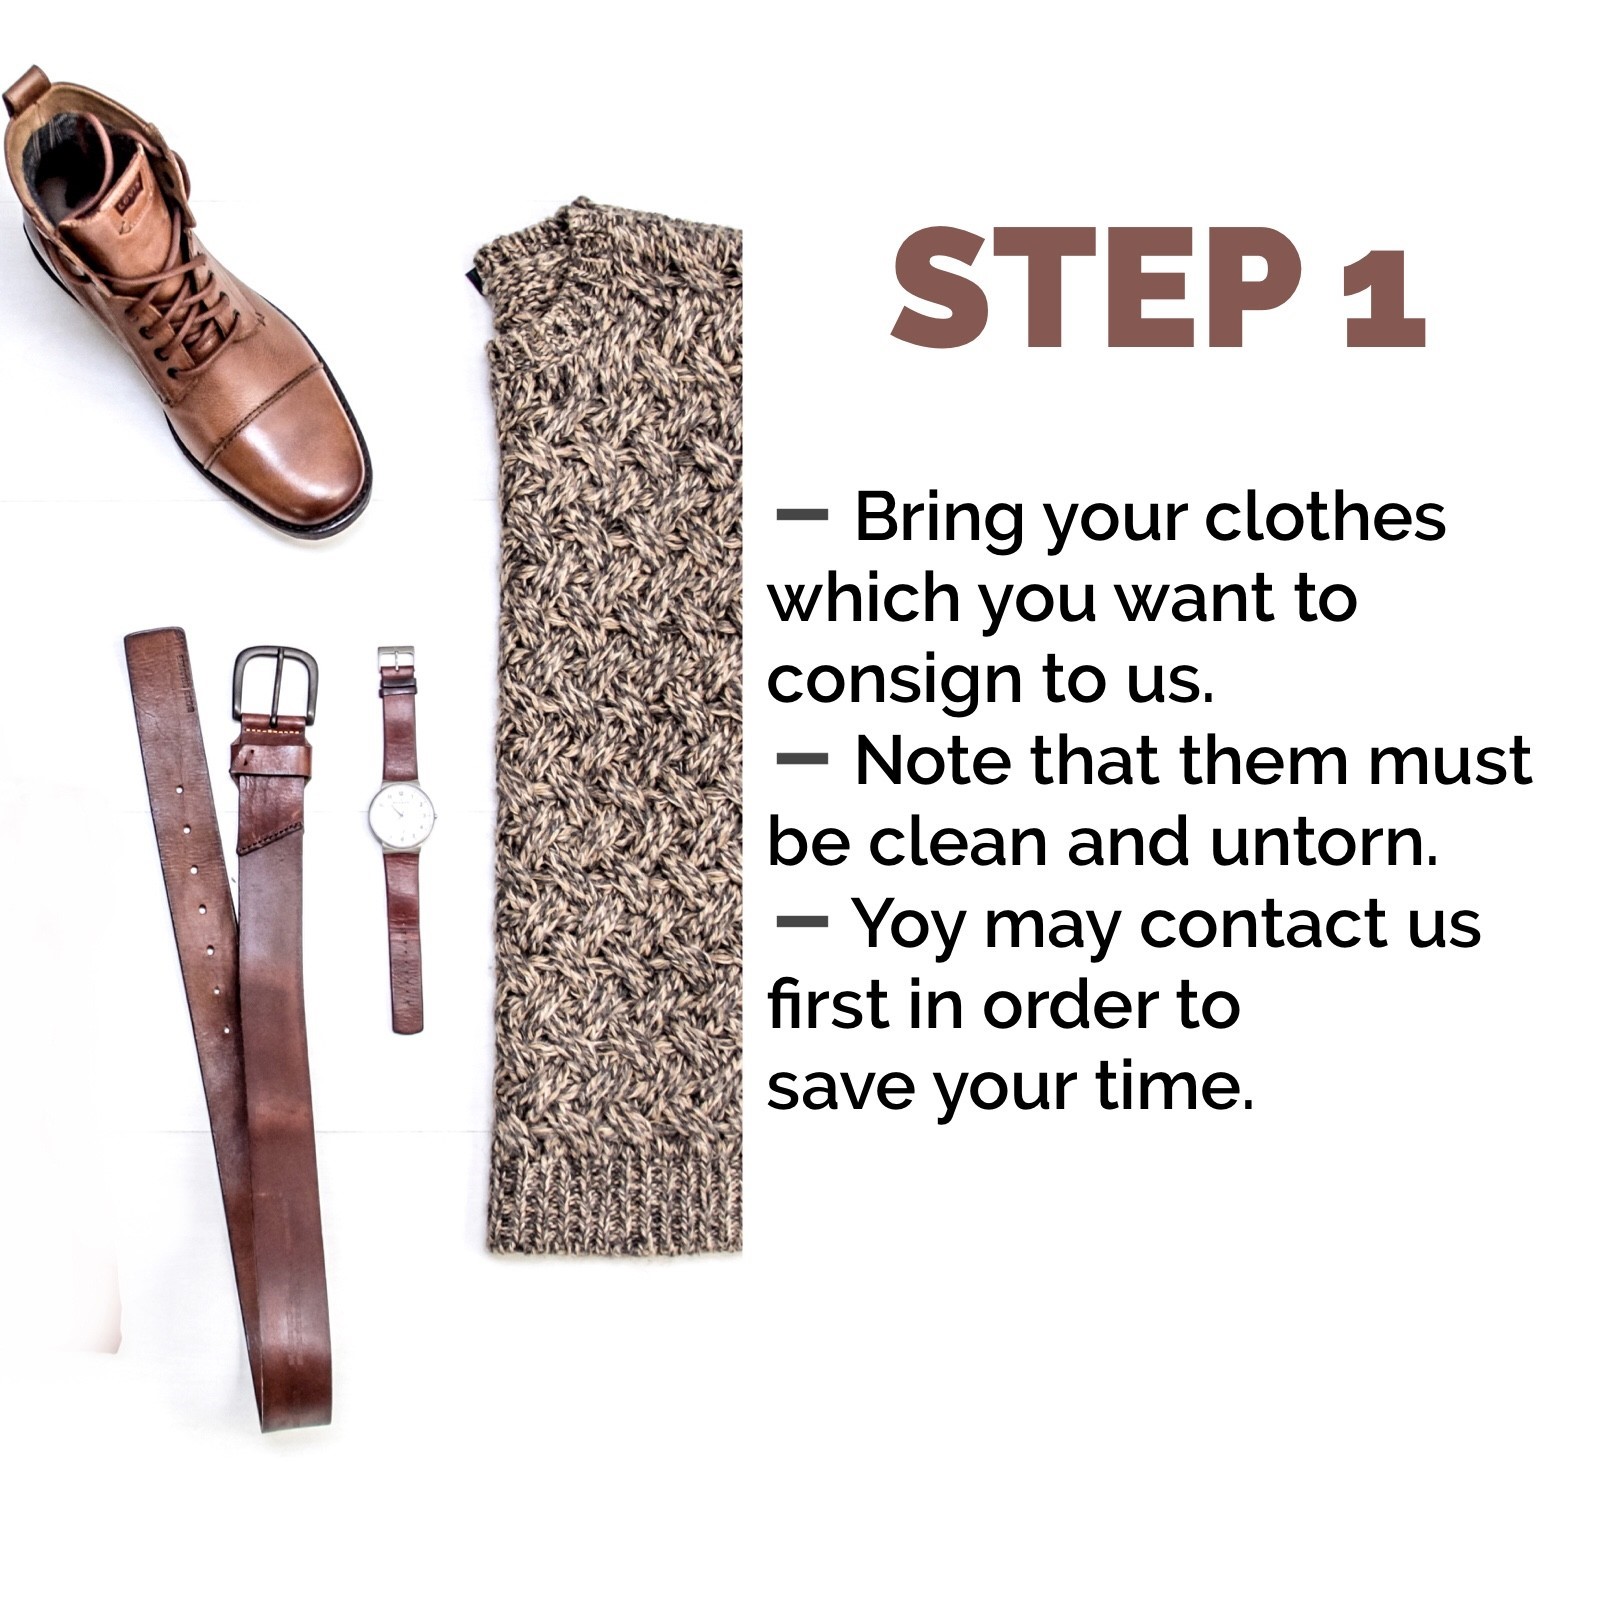 LEVI'S
STEP 1
— Bring your clothes
which you want to
consign to us.
— Note that them must
be clean and untorn.
— Yoy may contact us
first in order to
save your time.